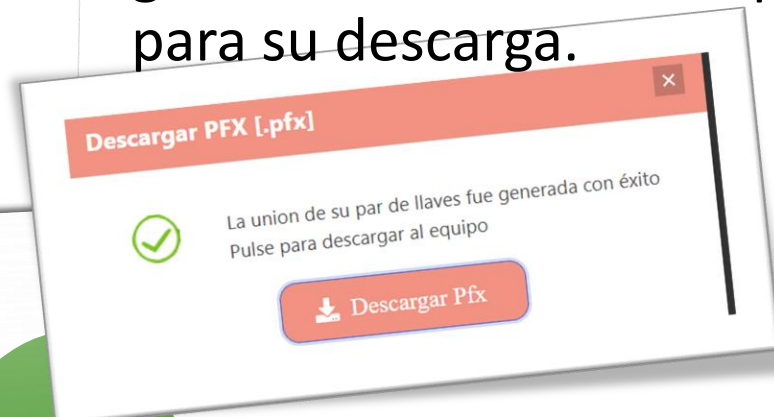 para su descarga.
Descargar PFX [.pfx]
La union de su par de llaves fue generada con éxito
Pulse para descargar al equipo
Descargar Pfx